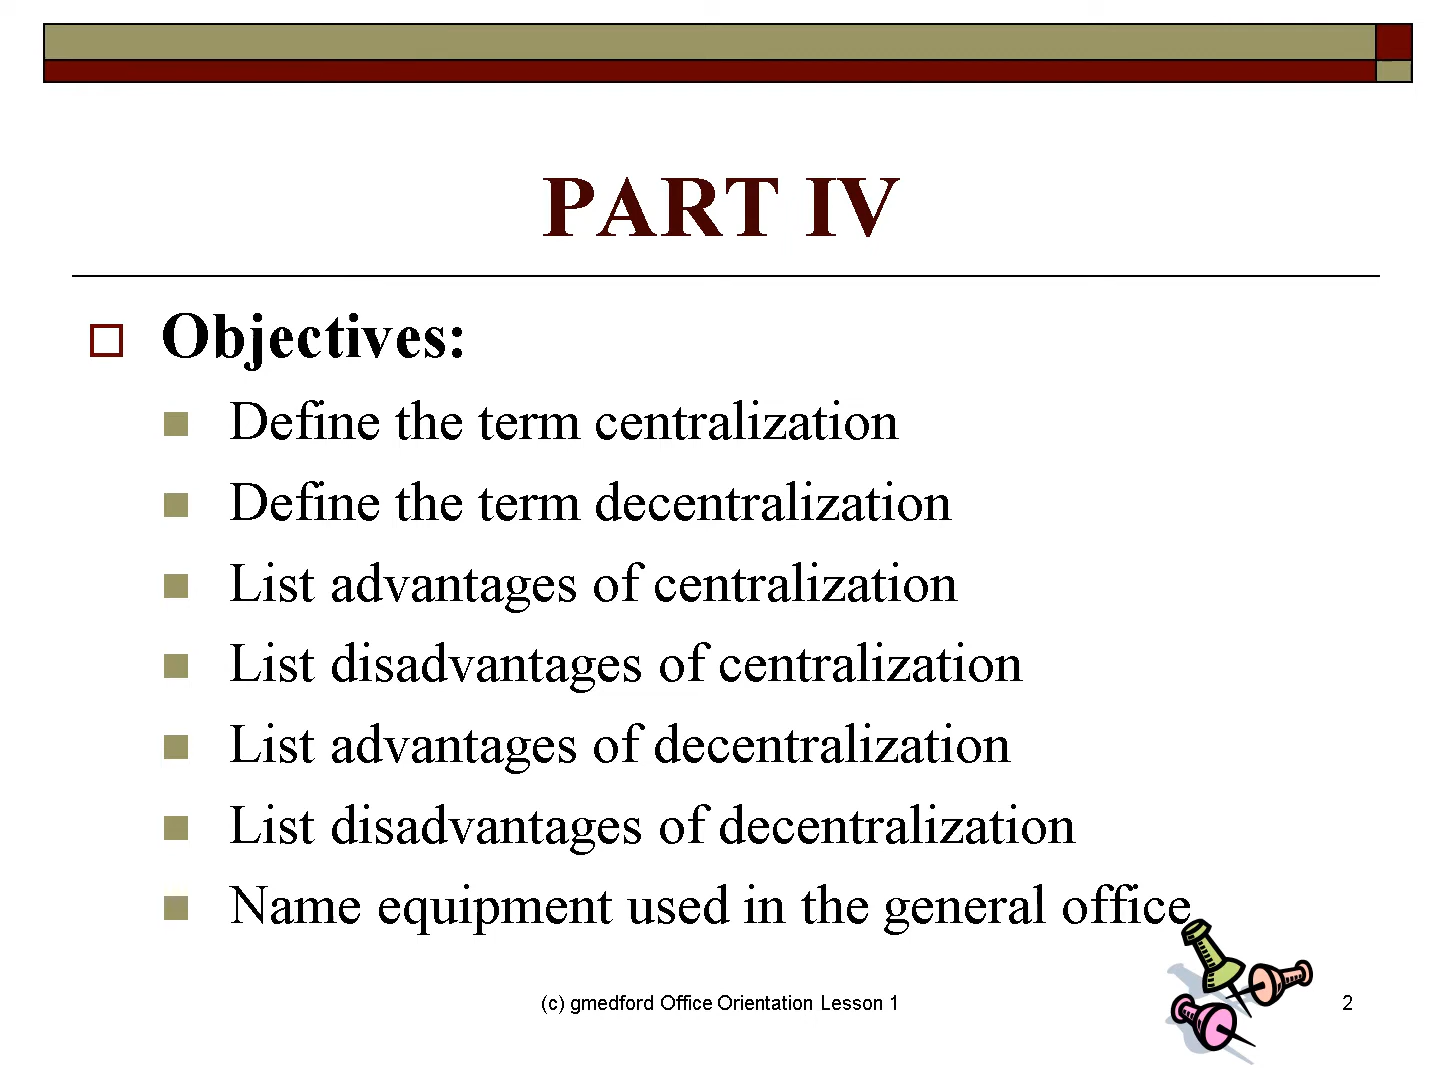 PART IV
Objectives:
Define the term centralization
Define the term decentralization
List advantages of centralization
List disadvantages of centralization
List advantages of decentralization
List disadvantages of decentralization
Name equipment used in the general office
(c) gmedford Office Orientation Lesson 1
2